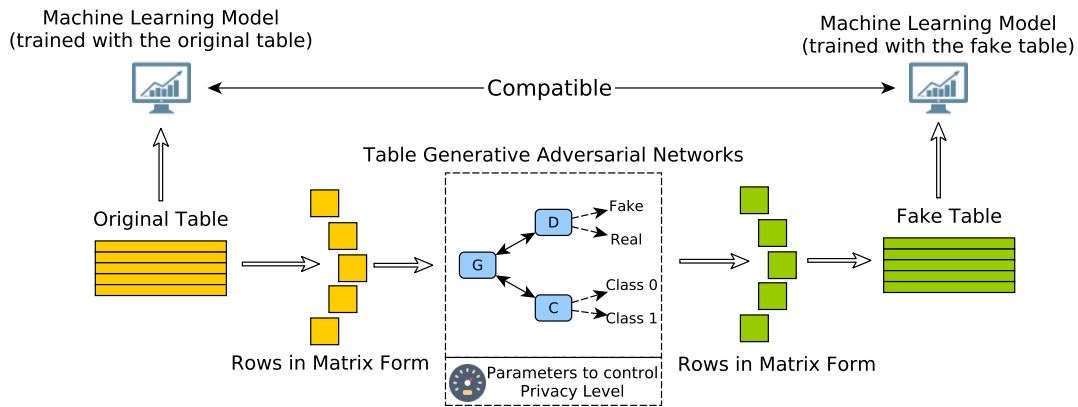 Machine Learning Model
(trained with the original table)
Machine Learning Model
(trained with the fake table)
Compatible
Table Generative Adversarial Networks
Original Table
Fake Table
D
Fake
Real
G
C
Class 0
Class 1
Rows in Matrix Form
Rows in Matrix Form
Parameters to control
Privacy Level